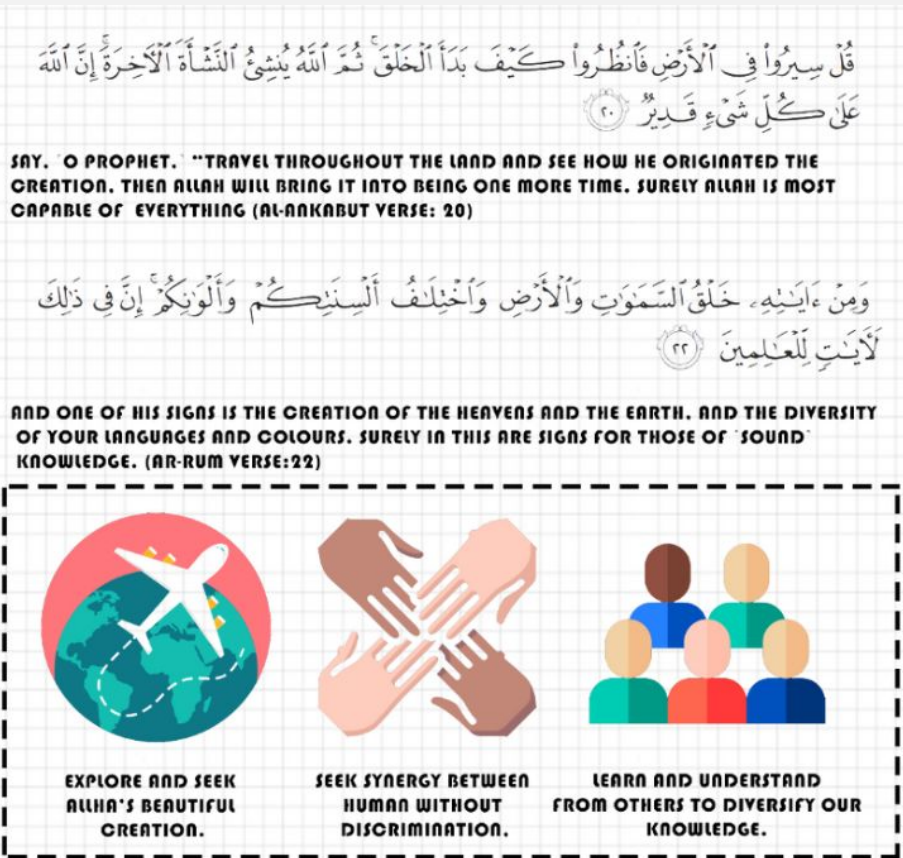 قُلْ سِيرُوا۟ فِى ٱلْأَرْضِ فَٱنظُرُوا۟ كَيْفَ بَدَأَ ٱلْخَلْقَ ۚ ثُمَّ ٱللَّهُ يُنشِئُ ٱلنَّشْأَةَ ٱلْـَٔاخِرَةَ ۚ إِنَّ ٱللَّهَ
عَلَىٰ كُلِّ شَىْءٍ قَدِيرٌ ٢٠
SAY, ˹O PROPHET,˺ “TRAVEL THROUGHOUT THE LAND AND SEE HOW HE ORIGINATED THE
CREATION, THEN ALLAH WILL BRING IT INTO BEING ONE MORE TIME. SURELY ALLAH IS MOST
CAPABLE OF EVERYTHING (AL-ANKABUT VERSE: 20)
وَمِنْ ءَايَـٰتِهِۦ خَلْقُ ٱلسَّمَـٰوَٰتِ وَٱلْأَرْضِ وَٱخْتِلَـٰفُ أَلْسِنَتِكُمْ وَأَلْوَٰنِكُمْ ۚ إِنَّ فِى ذَٰلِكَ
لَـَٔايَـٰتٍ لِّلْعَـٰلِمِينَ ٢٢
AND ONE OF HIS SIGNS IS THE CREATION OF THE HEAVENS AND THE EARTH, AND THE DIVERSITY
OF YOUR LANGUAGES AND COLOURS. SURELY IN THIS ARE SIGNS FOR THOSE OF ˹SOUND˺
KNOWLEDGE. (AR-RUM VERSE:22)
EXPLORE AND SEEK
ALLHA'S BEAUTIFUL
CREATION.
SEEK SYNERGY BETWEEN
HUMAN WITHOUT
DISCRIMINATION.
LEARN AND UNDERSTAND
FROM OTHERS TO DIVERSIFY OUR
KNOWLEDGE.